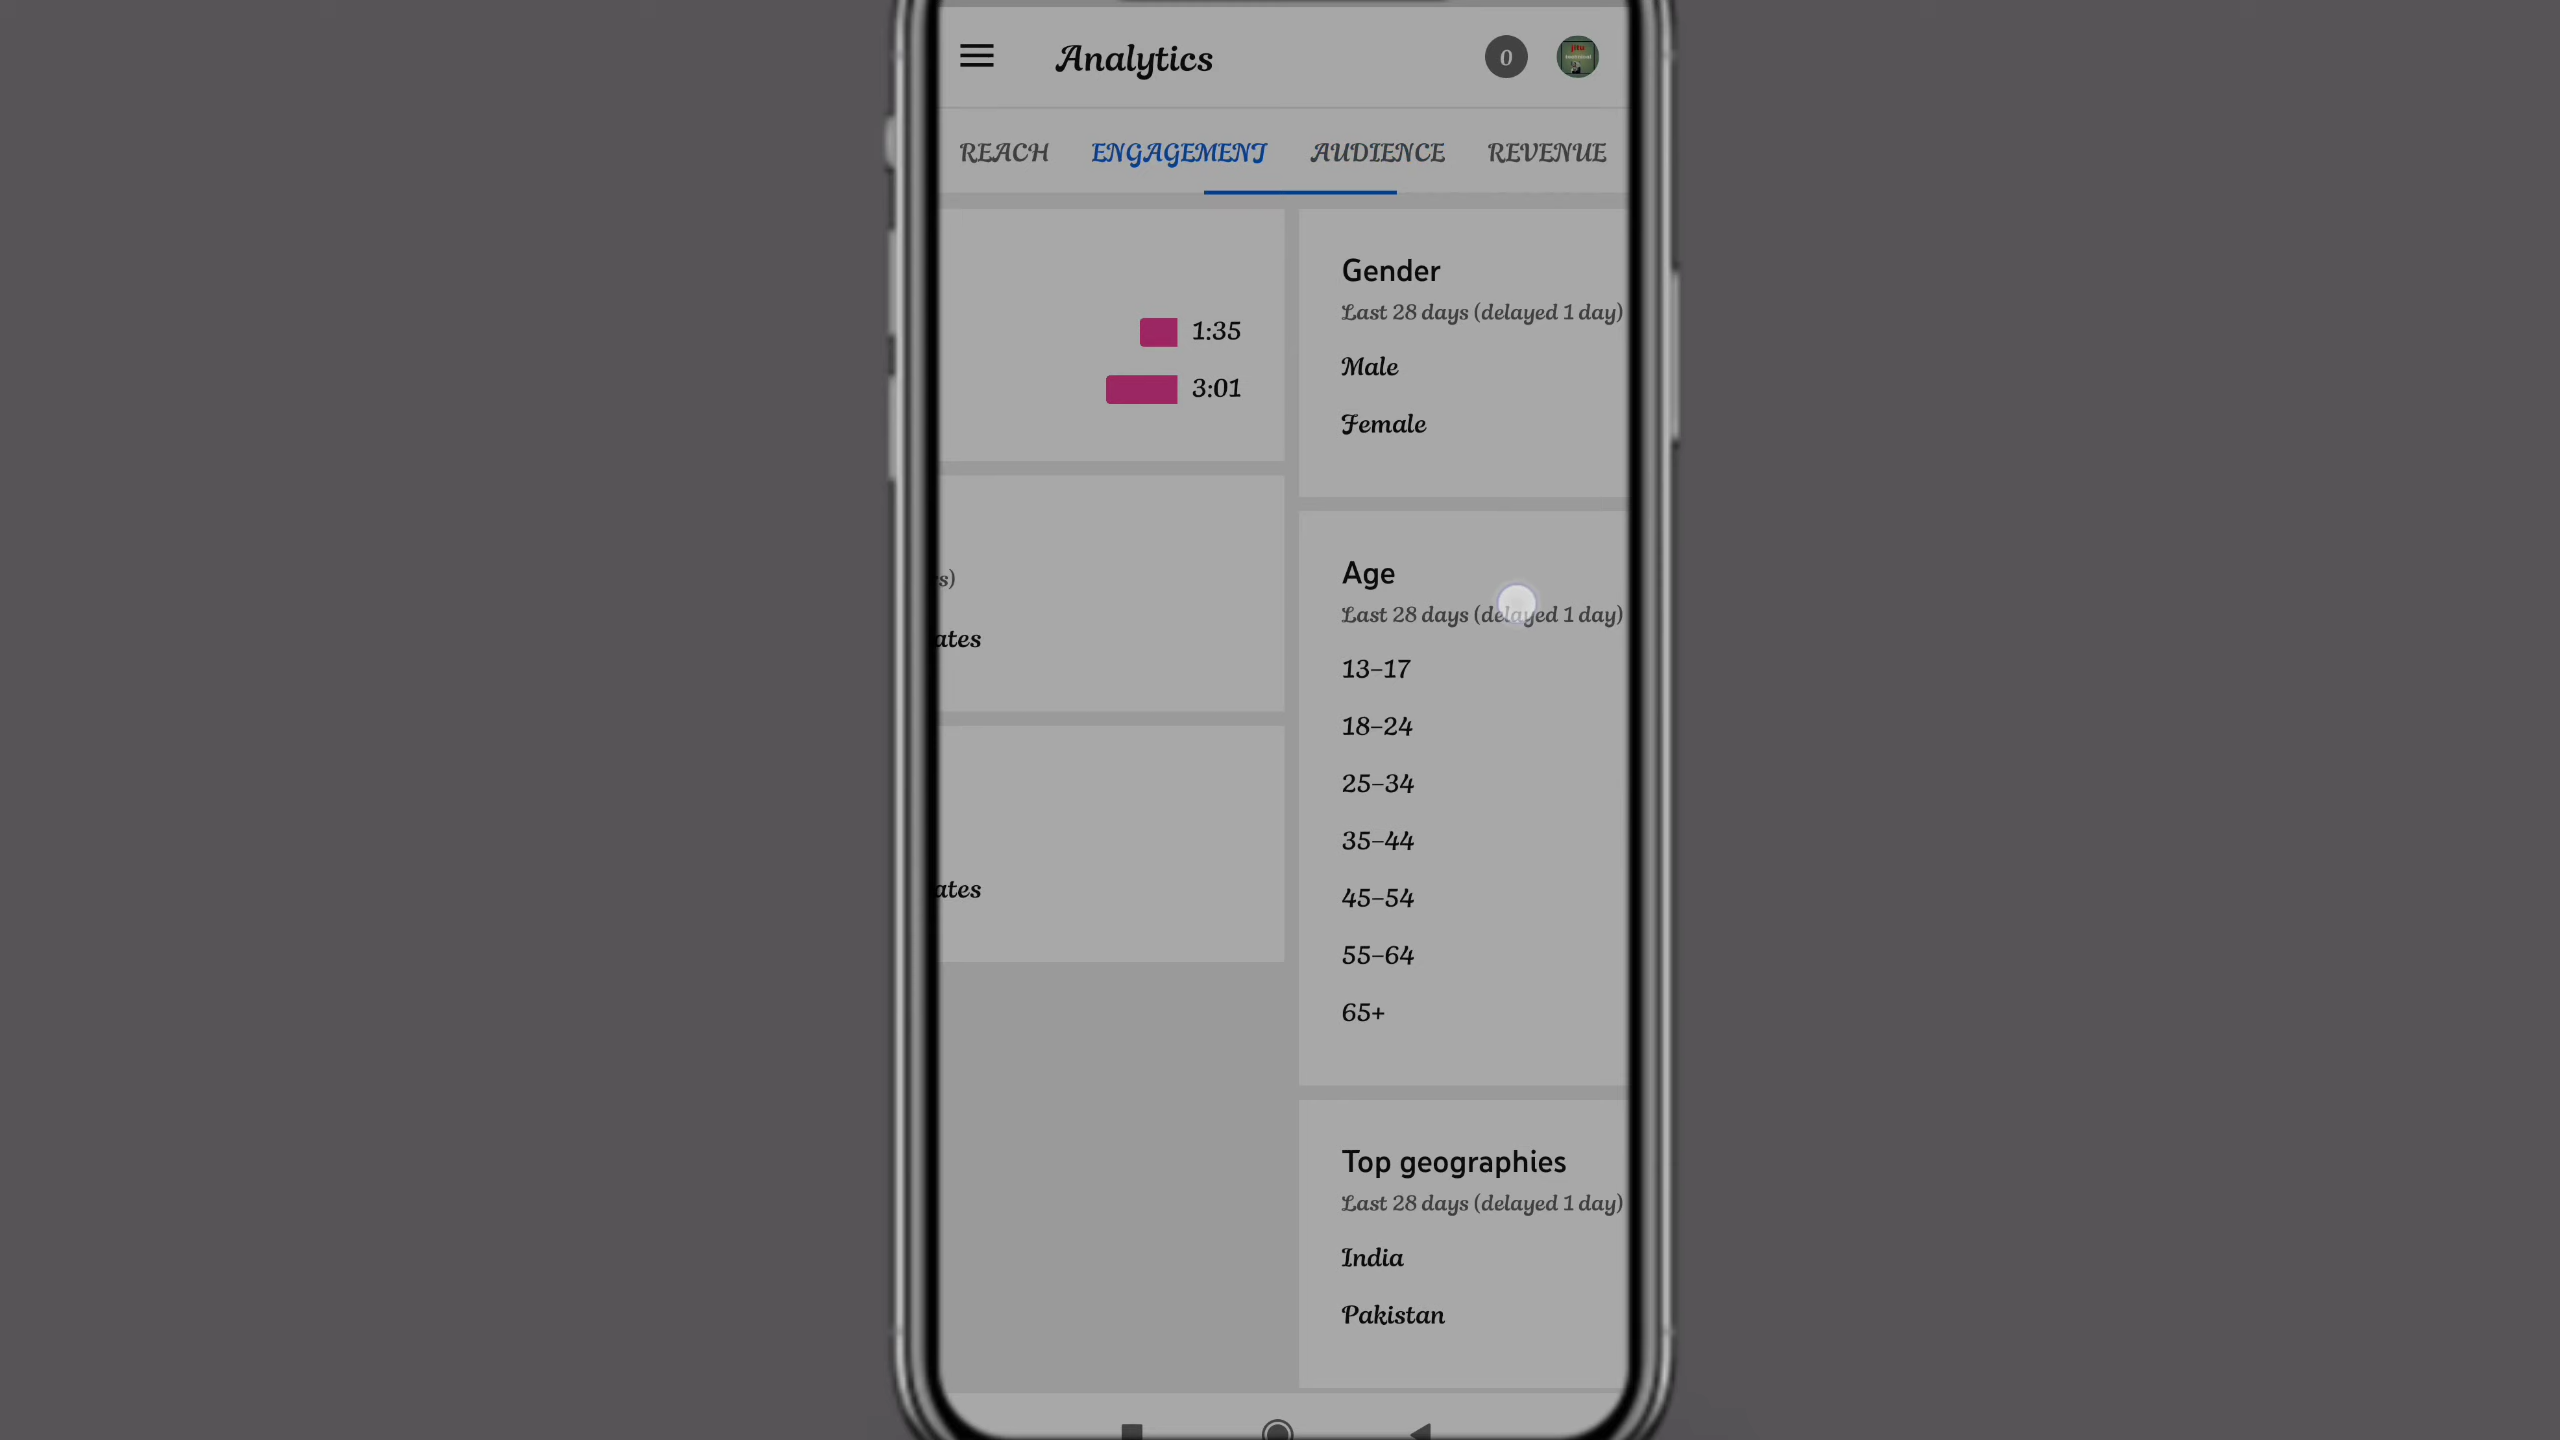 Analytics
0
REACH ENGAGEMENT AUDIENCE REVENUE
1:35
3:01
s)
ates
ates
Gender
Last 28 days (delayed 1 day)
Male
Female
Age
Last 28 days (delayed 1 day)
13–17
18–24
25–34
35–44
45–54
55–64
65+
Top geographies
Last 28 days (delayed 1 day)
India
Pakistan